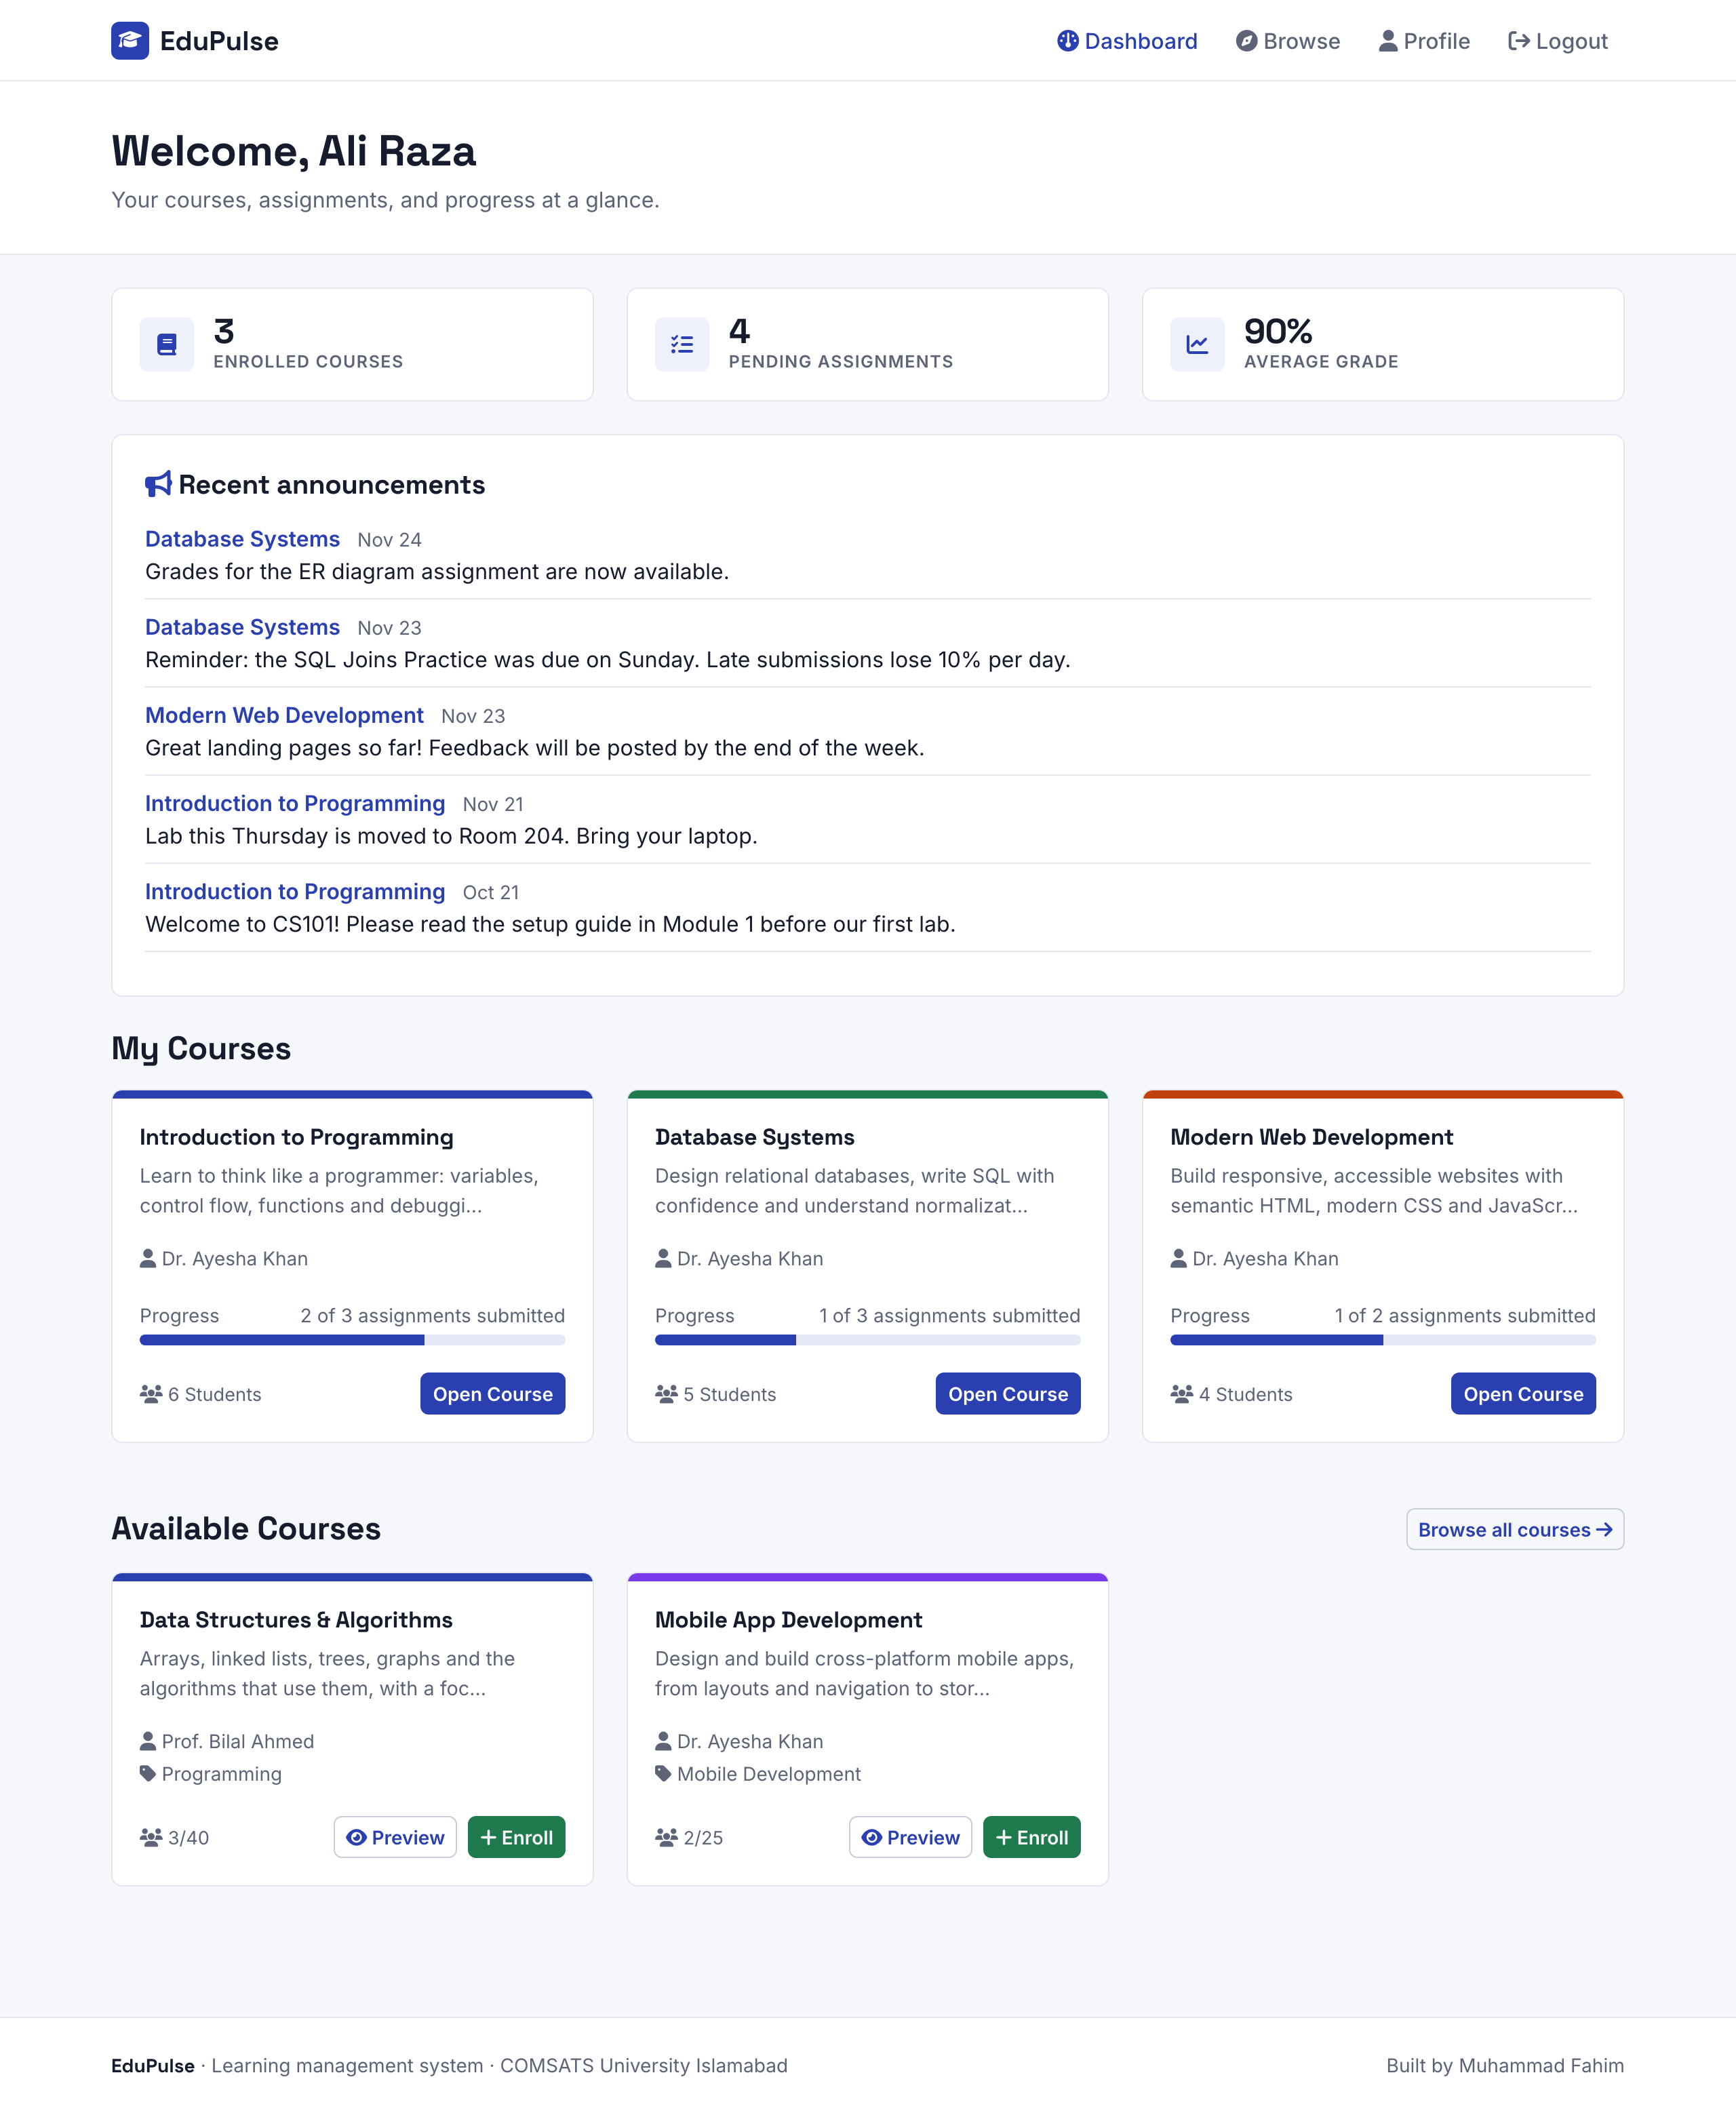 EduPulse
Dashboard Browse Profile Logout
Welcome, Ali Raza
Your courses, assignments, and progress at a glance.
3
ENROLLED COURSES
4
PENDING ASSIGNMENTS
90%
AVERAGE GRADE
Recent announcements
Database Systems Nov 24
Grades for the ER diagram assignment are now available.
Database Systems Nov 23
Reminder: the SQL Joins Practice was due on Sunday. Late submissions lose 10% per day.
Modern Web Development Nov 23
Great landing pages so far! Feedback will be posted by the end of the week.
Introduction to Programming Nov 21
Lab this Thursday is moved to Room 204. Bring your laptop.
Introduction to Programming Oct 21
Welcome to CS101! Please read the setup guide in Module 1 before our first lab.
My Courses
Introduction to Programming
Learn to think like a programmer: variables,
control flow, functions and debuggi...
Dr. Ayesha Khan
Progress 2 of 3 assignments submitted
6 Students Open Course
Database Systems
Design relational databases, write SQL with
confidence and understand normalizat...
Dr. Ayesha Khan
Progress 1 of 3 assignments submitted
5 Students Open Course
Modern Web Development
Build responsive, accessible websites with
semantic HTML, modern CSS and JavaScr...
Dr. Ayesha Khan
Progress 1 of 2 assignments submitted
4 Students Open Course
Available Courses
Browse all courses →
Data Structures & Algorithms
Arrays, linked lists, trees, graphs and the
algorithms that use them, with a foc...
Prof. Bilal Ahmed
Programming
3/40 Preview + Enroll
Mobile App Development
Design and build cross-platform mobile apps,
from layouts and navigation to stor...
Dr. Ayesha Khan
Mobile Development
2/25 Preview + Enroll
EduPulse · Learning management system · COMSATS University Islamabad
Built by Muhammad Fahim